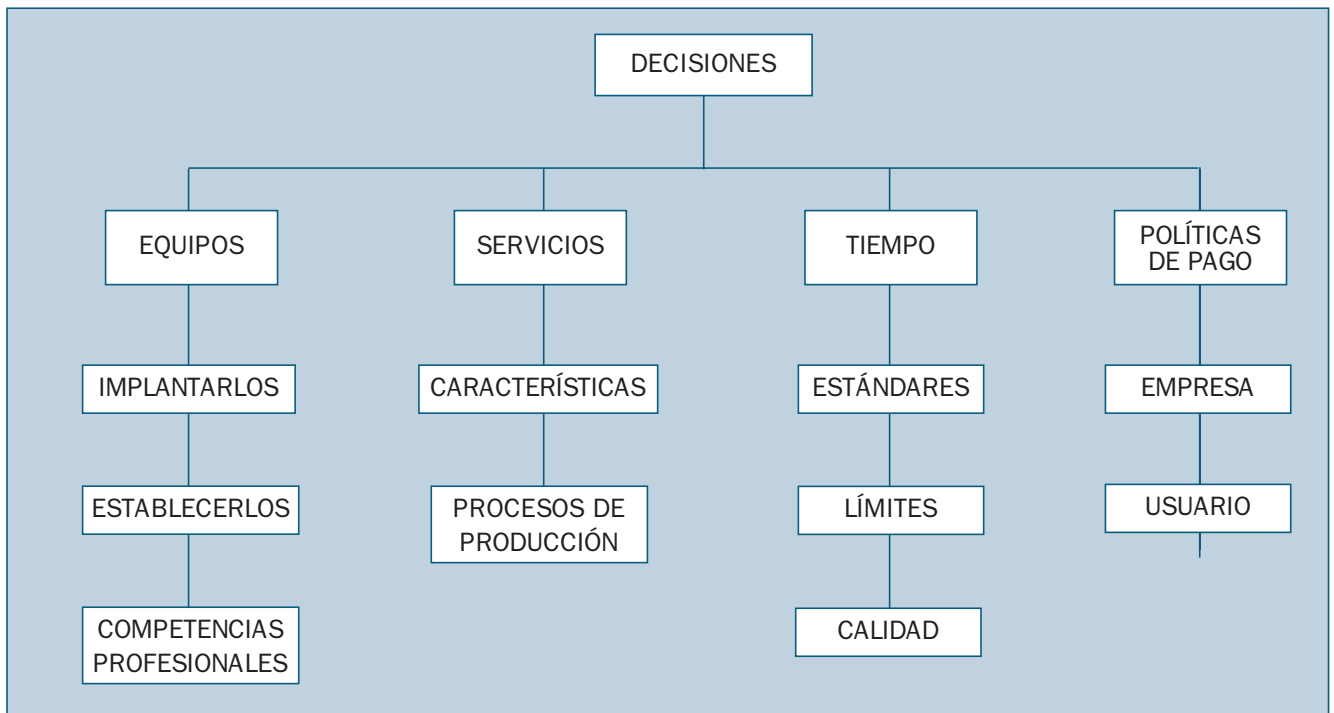 DECISIONES
EQUIPOS
SERVICIOS
TIEMPO
POLÍTICAS
DE PAGO
IMPLANTARLOS
CARACTERÍSTICAS
ESTÁNDARES
EMPRESA
ESTABLECERLOS
PROCESOS DE
PRODUCCIÓN
LÍMITES
USUARIO
COMPETENCIAS
PROFESIONALES
CALIDAD